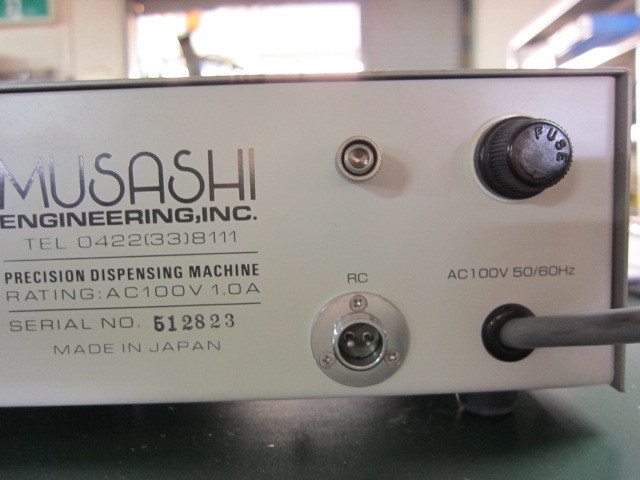 MUSASHI
ENGINEERING,INC.
TEL 0422(33)8111
PRECISION DISPENSING MACHINE
RATING:AC100V 1.0A
SERIAL NO. 512823
MADE IN JAPAN
RC
FUSE
AC100V 50/60Hz